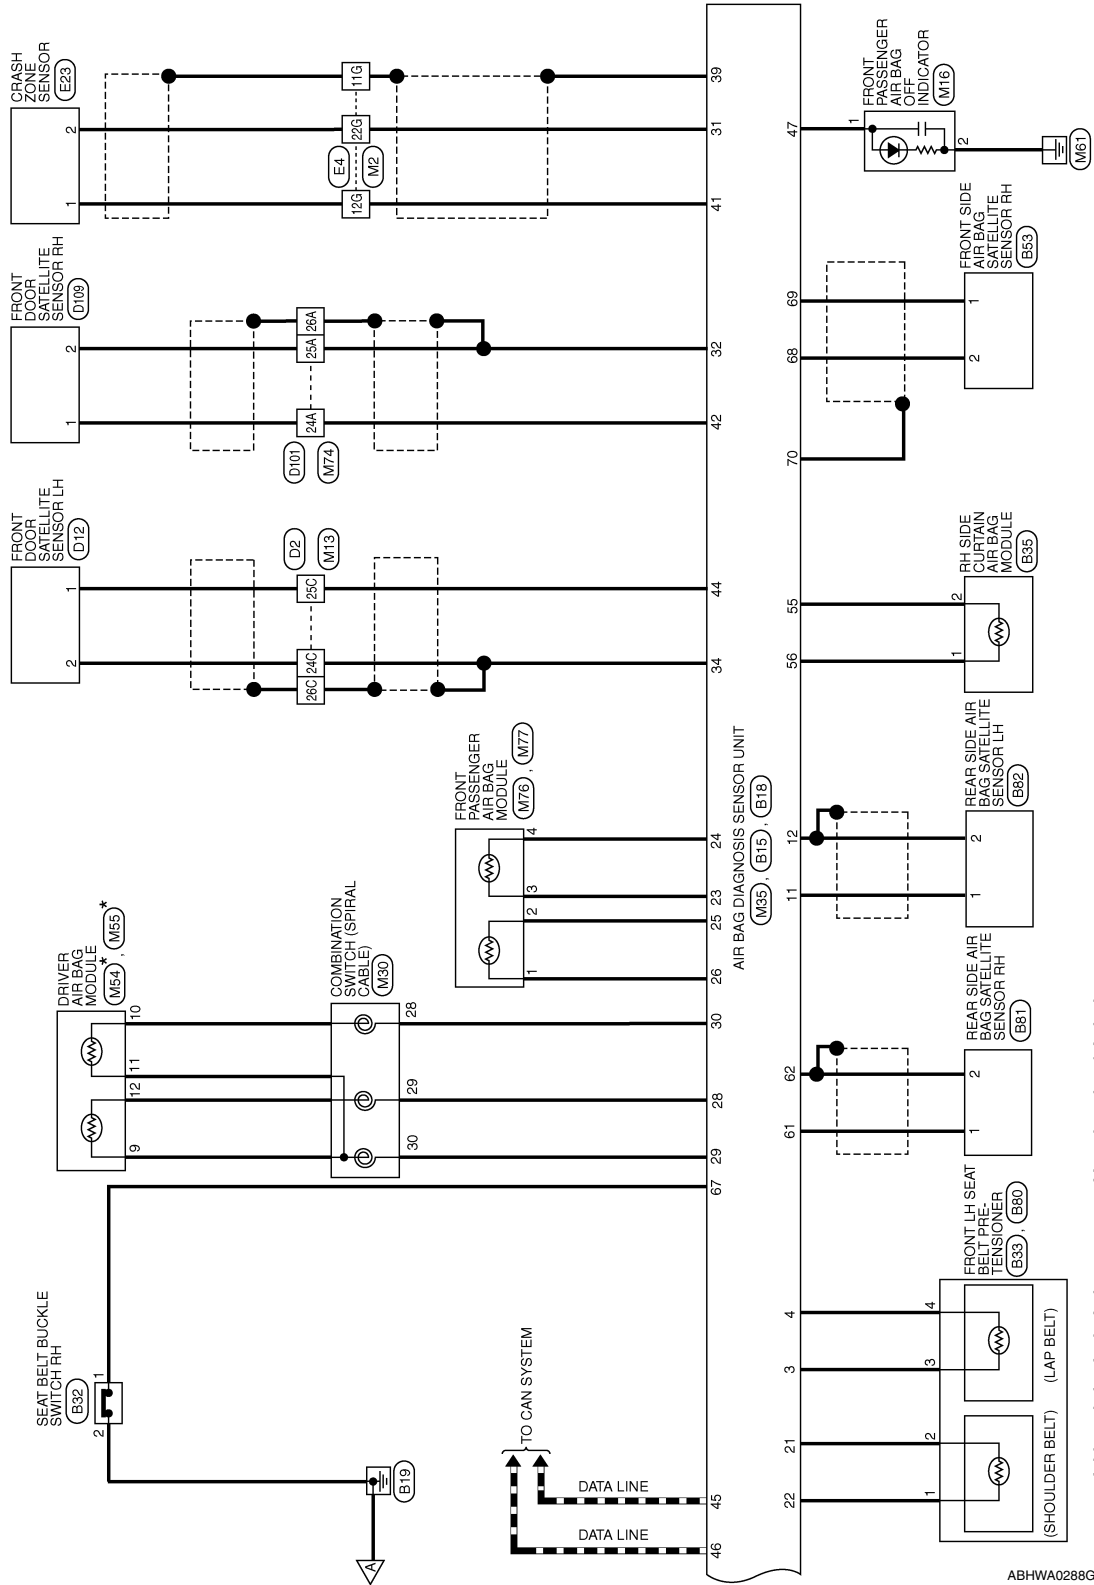 CRASH
ZONE
SENSOR
E23
2
1
11G
22G
12G
E4
M2
39
31
41
FRONT
DOOR
SATELLITE
SENSOR RH
D109
2
1
26A
25A
24A
D101
M74
32
42
FRONT
DOOR
SATELLITE
SENSOR LH
D12
1
2
25C
24C
26C
D2
M13
44
34
FRONT
PASSENGER
AIR BAG
MODULE
M76 , M77
4
3
2
1
24
23
25
26
DRIVER
AIR BAG
MODULE
M54 * , M55 *
10
11
12
9
COMBINATION
SWITCH (SPIRAL
CABLE)
M30
28
29
30
30
28
29
67
SEAT BELT BUCKLE
SWITCH RH
B32
1
2
B19
A
TO CAN SYSTEM
DATA LINE
DATA LINE
45
46
AIR BAG DIAGNOSIS SENSOR UNIT
M35 , B15 , B18
47
FRONT
PASSENGER
AIR BAG
OFF
INDICATOR
M16
1
2
M61
69
68
70
FRONT SIDE
AIR BAG
SATELLITE
SENSOR RH
B53
1
2
55
56
RH SIDE
CURTAIN
AIR BAG
MODULE
B35
2
1
12
11
REAR SIDE AIR
BAG SATELLITE
SENSOR LH
B82
2
1
62
61
REAR SIDE AIR
BAG SATELLITE
SENSOR RH
B81
2
1
4
3
21
22
FRONT LH SEAT
BELT PRE-
TENSIONER
B33 , B80
4
3
2
1
(LAP BELT)
(SHOULDER BELT)
ABHWA0288G